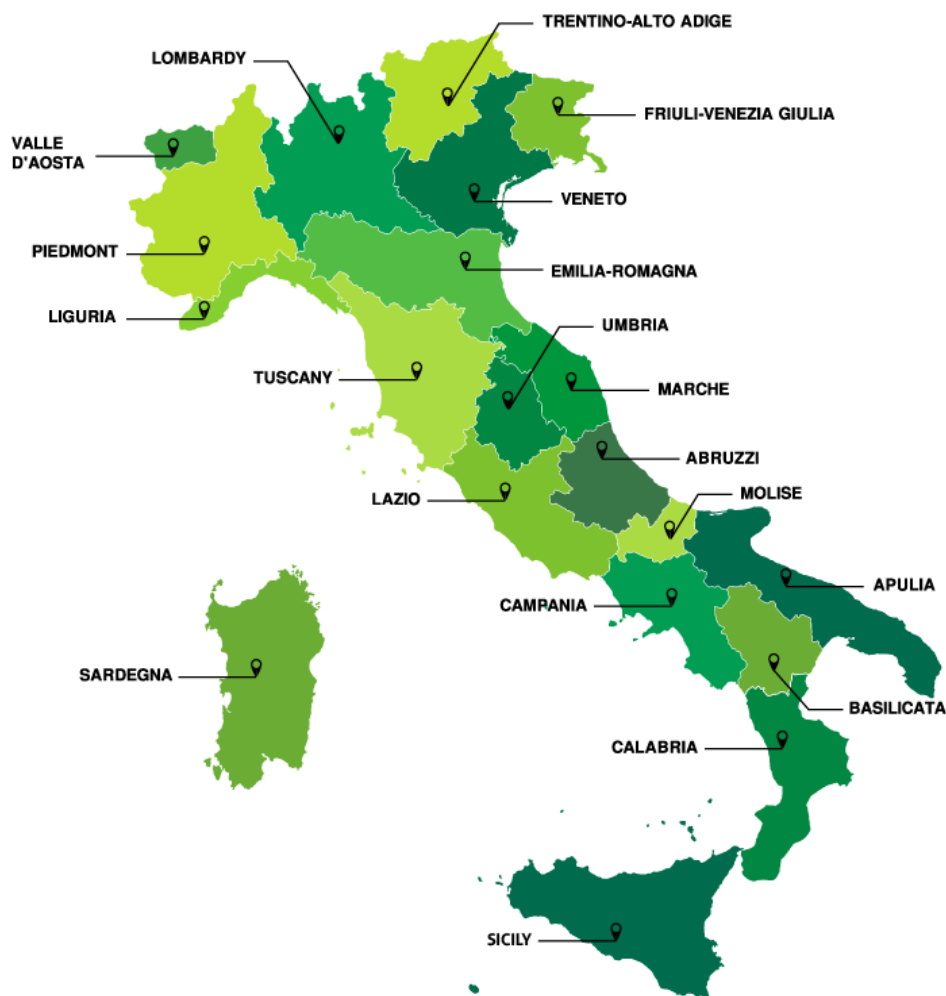 TRENTINO-ALTO ADIGE
LOMBARDY
FRIULI-VENEZIA GIULIA
VALLE
D'AOSTA
VENETO
PIEDMONT
EMILIA-ROMAGNA
LIGURIA
UMBRIA
TUSCANY
MARCHE
ABRUZZI
LAZIO
MOLISE
APULIA
CAMPANIA
SARDEGNA
BASILICATA
CALABRIA
SICILY